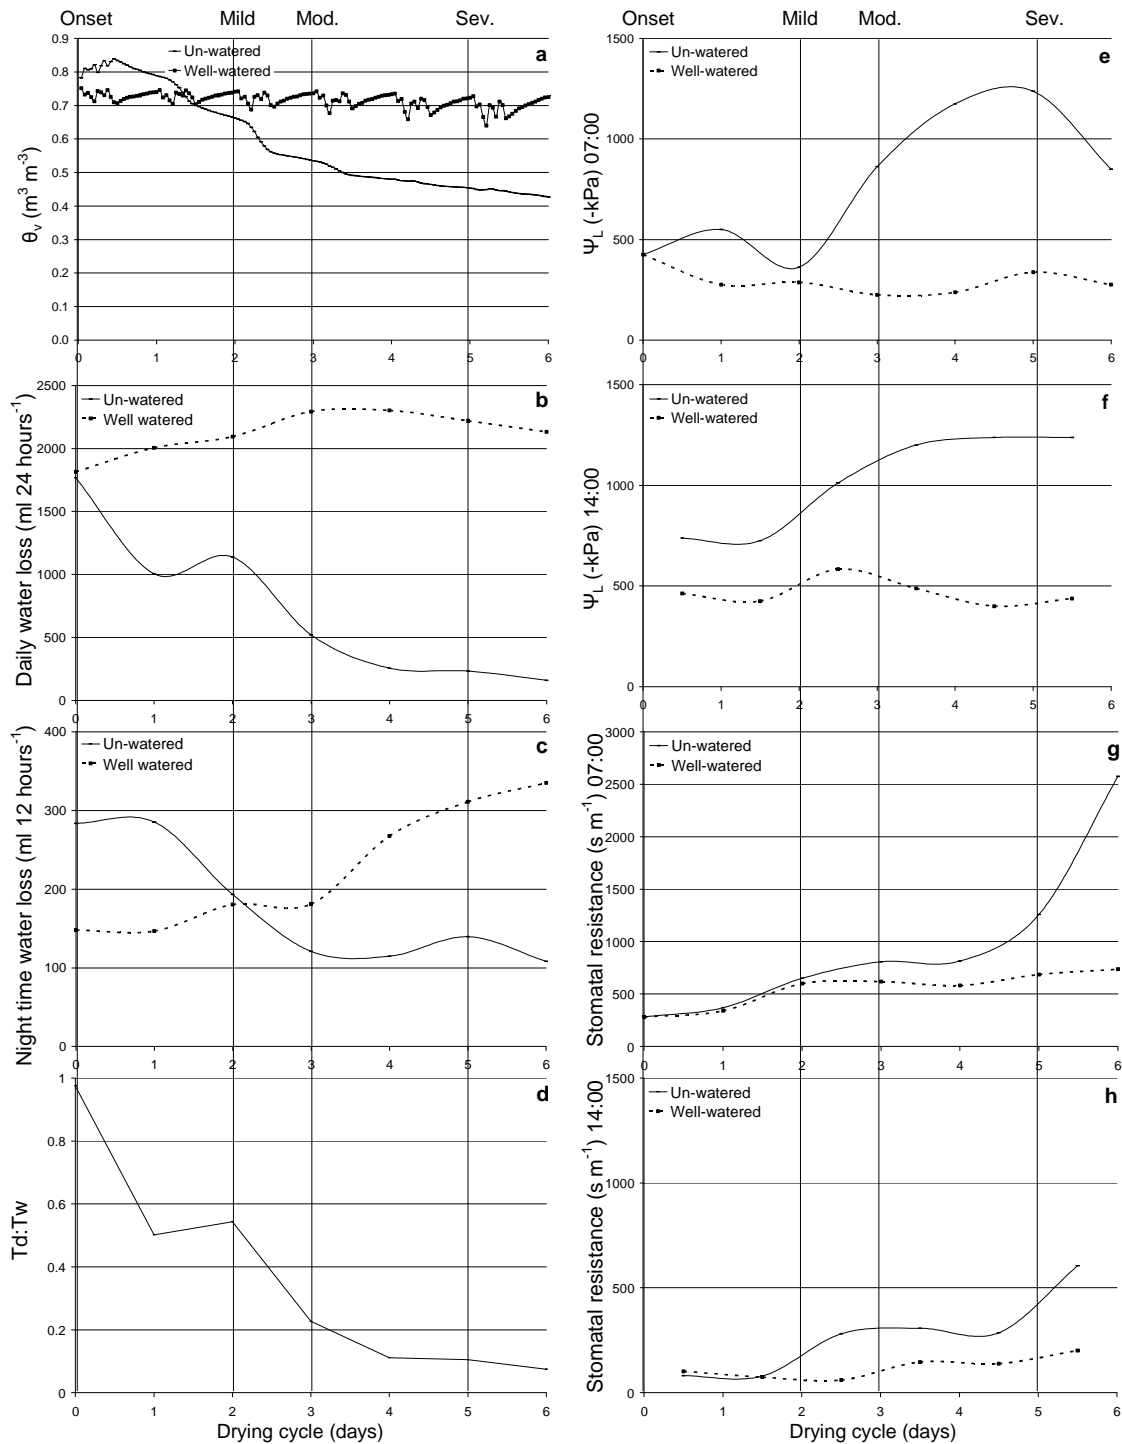 Onset Mild Mod. Sev.
0.9
0.8
0.7
0.6
0.5
0.4
0.3
0.2
0.1
0.0
θv (m3 m-3)
Un-watered
Well-watered
a
0 1 2 3 4 5 6
2500
2000
1500
1000
500
0
Daily water loss (ml 24 hours-1)
Un-watered
Well watered
b
0 1 2 3 4 5 6
400
300
200
100
0
Night time water loss (ml 12 hours-1)
Un-watered
Well watered
c
0 1 2 3 4 5 6
1
0.8
0.6
0.4
0.2
0
Td:Tw
d
0 1 2 3 4 5 6
Drying cycle (days)
Onset Mild Mod. Sev.
1500
1000
500
0
ΨL (-kPa) 07:00
Un-watered
Well-watered
e
0 1 2 3 4 5 6
1500
1000
500
0
ΨL (-kPa) 14:00
Un-watered
Well-watered
f
0 1 2 3 4 5 6
3000
2500
2000
1500
1000
500
0
Stomatal resistance (s m-1) 07:00
Un-watered
Well-watered
g
0 1 2 3 4 5 6
1500
1000
500
0
Stomatal resistance (s m-1) 14:00
Un-watered
Well-watered
h
0 1 2 3 4 5 6
Drying cycle (days)